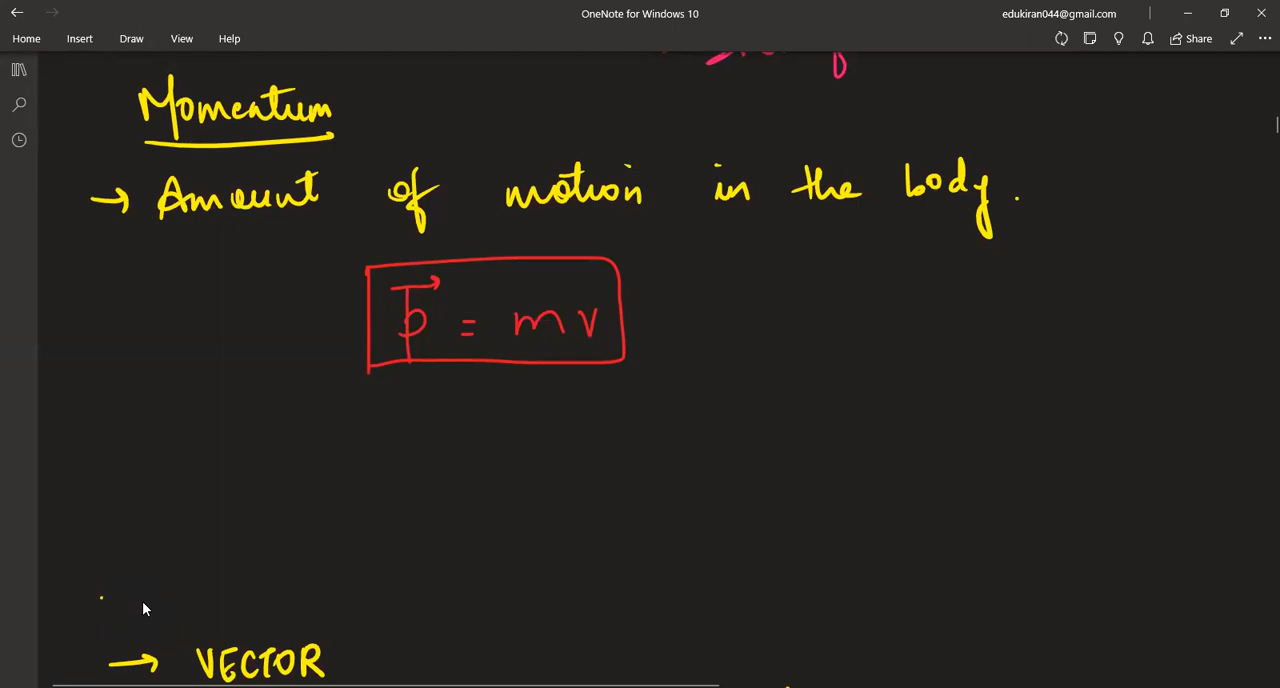 OneNote for Windows 10
edukiran044@gmail.com
Home Insert Draw View Help
Share
Momentum
→ Amount of motion in the body.
p⃗ = mv
→ VECTOR